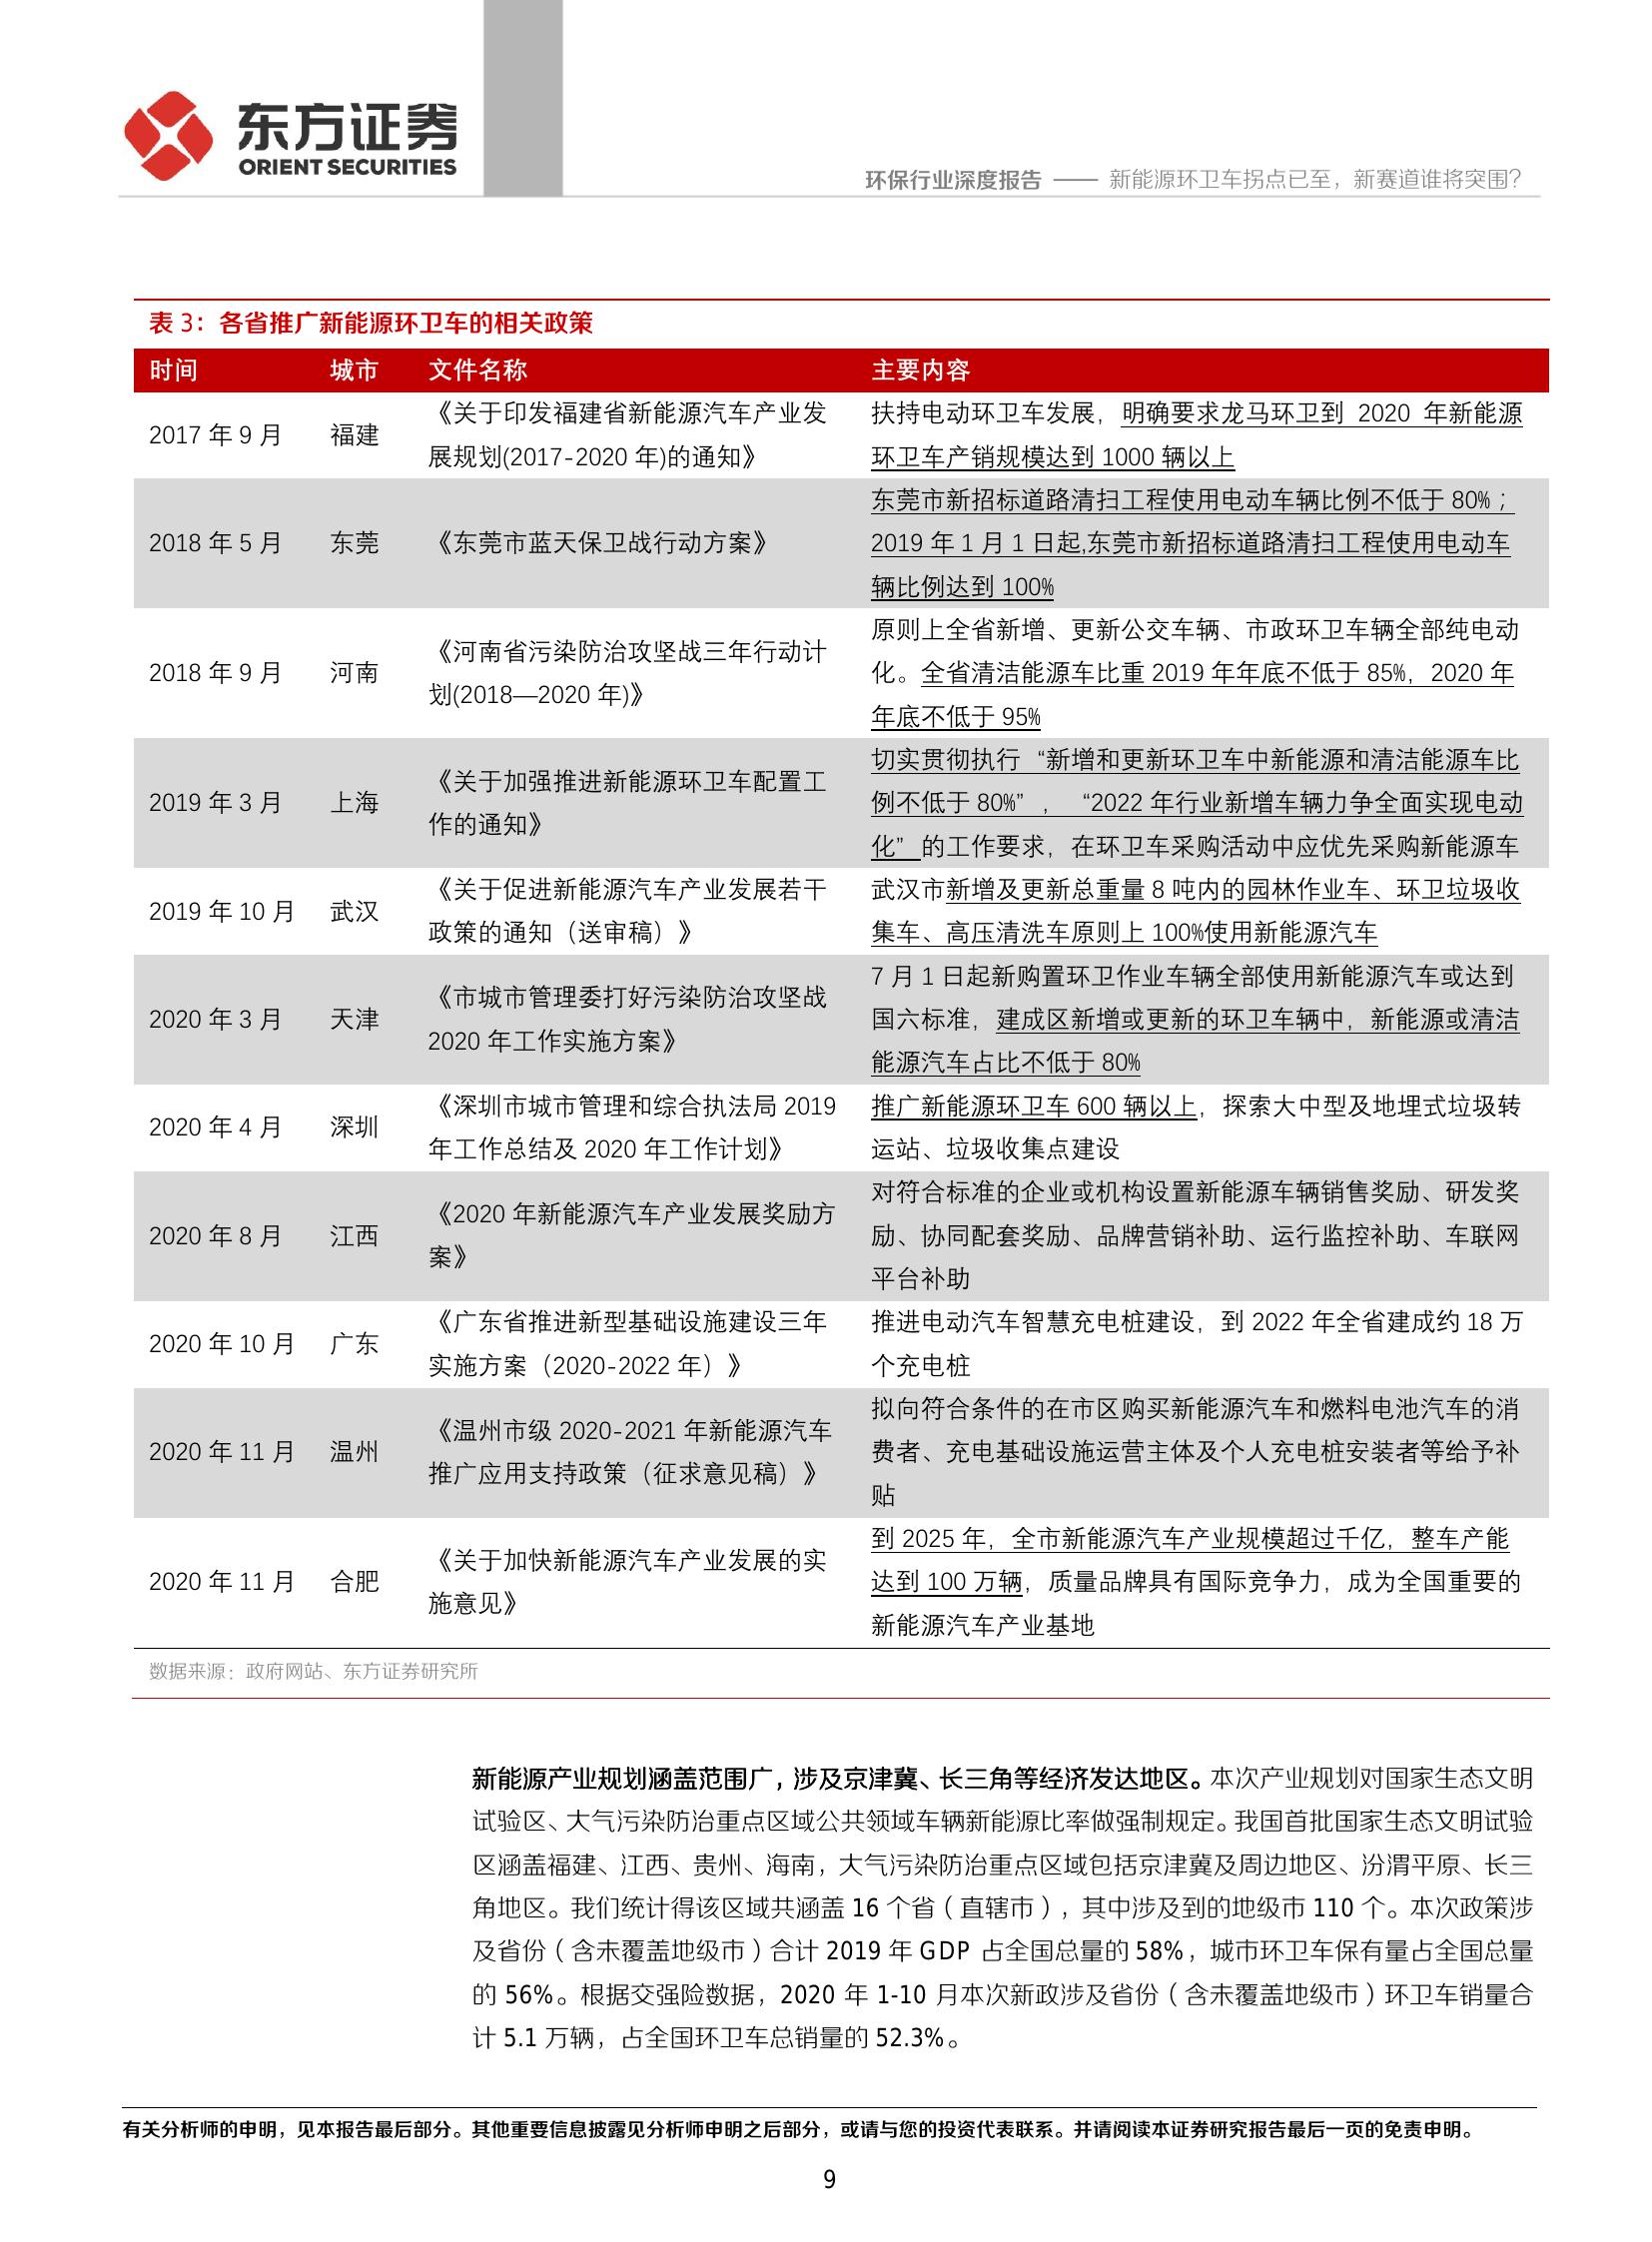 东方证券
ORIENT SECURITIES
环保行业深度报告 —— 新能源环卫车拐点已至，新赛道谁将突围？
表 3：各省推广新能源环卫车的相关政策
时间 城市 文件名称 主要内容
2017 年 9 月 福建
《关于印发福建省新能源汽车产业发
展规划(2017-2020 年)的通知》
扶持电动环卫车发展，明确要求龙马环卫到 2020 年新能源
环卫车产销规模达到 1000 辆以上
2018 年 5 月 东莞 《东莞市蓝天保卫战行动方案》
东莞市新招标道路清扫工程使用电动车辆比例不低于 80%；
2019 年 1 月 1 日起,东莞市新招标道路清扫工程使用电动车
辆比例达到 100%
2018 年 9 月 河南
《河南省污染防治攻坚战三年行动计
划(2018—2020 年)》
原则上全省新增、更新公交车辆、市政环卫车辆全部纯电动
化。全省清洁能源车比重 2019 年年底不低于 85%，2020 年
年底不低于 95%
2019 年 3 月 上海
《关于加强推进新能源环卫车配置工
作的通知》
切实贯彻执行 “新增和更新环卫车中新能源和清洁能源车比
例不低于 80%” ， “2022 年行业新增车辆力争全面实现电动
化” 的工作要求，在环卫车采购活动中应优先采购新能源车
2019 年 10 月 武汉
《关于促进新能源汽车产业发展若干
政策的通知（送审稿）》
武汉市新增及更新总重量 8 吨内的园林作业车、环卫垃圾收
集车、高压清洗车原则上 100%使用新能源汽车
2020 年 3 月 天津
《市城市管理委打好污染防治攻坚战
2020 年工作实施方案》
7 月 1 日起新购置环卫作业车辆全部使用新能源汽车或达到
国六标准，建成区新增或更新的环卫车辆中，新能源或清洁
能源汽车占比不低于 80%
2020 年 4 月 深圳
《深圳市城市管理和综合执法局 2019
年工作总结及 2020 年工作计划》
推广新能源环卫车 600 辆以上，探索大中型及地埋式垃圾转
运站、垃圾收集点建设
2020 年 8 月 江西
《2020 年新能源汽车产业发展奖励方
案》
对符合标准的企业或机构设置新能源车辆销售奖励、研发奖
励、协同配套奖励、品牌营销补助、运行监控补助、车联网
平台补助
2020 年 10 月 广东
《广东省推进新型基础设施建设三年
实施方案（2020-2022 年）》
推进电动汽车智慧充电桩建设，到 2022 年全省建成约 18 万
个充电桩
2020 年 11 月 温州
《温州市级 2020-2021 年新能源汽车
推广应用支持政策（征求意见稿）》
拟向符合条件的在市区购买新能源汽车和燃料电池汽车的消
费者、充电基础设施运营主体及个人充电桩安装者等给予补
贴
2020 年 11 月 合肥
《关于加快新能源汽车产业发展的实
施意见》
到 2025 年，全市新能源汽车产业规模超过千亿，整车产能
达到 100 万辆，质量品牌具有国际竞争力，成为全国重要的
新能源汽车产业基地
数据来源：政府网站、东方证券研究所
新能源产业规划涵盖范围广，涉及京津冀、长三角等经济发达地区。本次产业规划对国家生态文明
试验区、大气污染防治重点区域公共领域车辆新能源比率做强制规定。我国首批国家生态文明试验
区涵盖福建、江西、贵州、海南，大气污染防治重点区域包括京津冀及周边地区、汾渭平原、长三
角地区。我们统计得该区域共涵盖 16 个省（直辖市），其中涉及到的地级市 110 个。本次政策涉
及省份（含未覆盖地级市）合计 2019 年 GDP 占全国总量的 58%，城市环卫车保有量占全国总量
的 56%。根据交强险数据，2020 年 1-10 月本次新政涉及省份（含未覆盖地级市）环卫车销量合
计 5.1 万辆，占全国环卫车总销量的 52.3%。
有关分析师的申明，见本报告最后部分。其他重要信息披露见分析师申明之后部分，或请与您的投资代表联系。并请阅读本证券研究报告最后一页的免责申明。
9